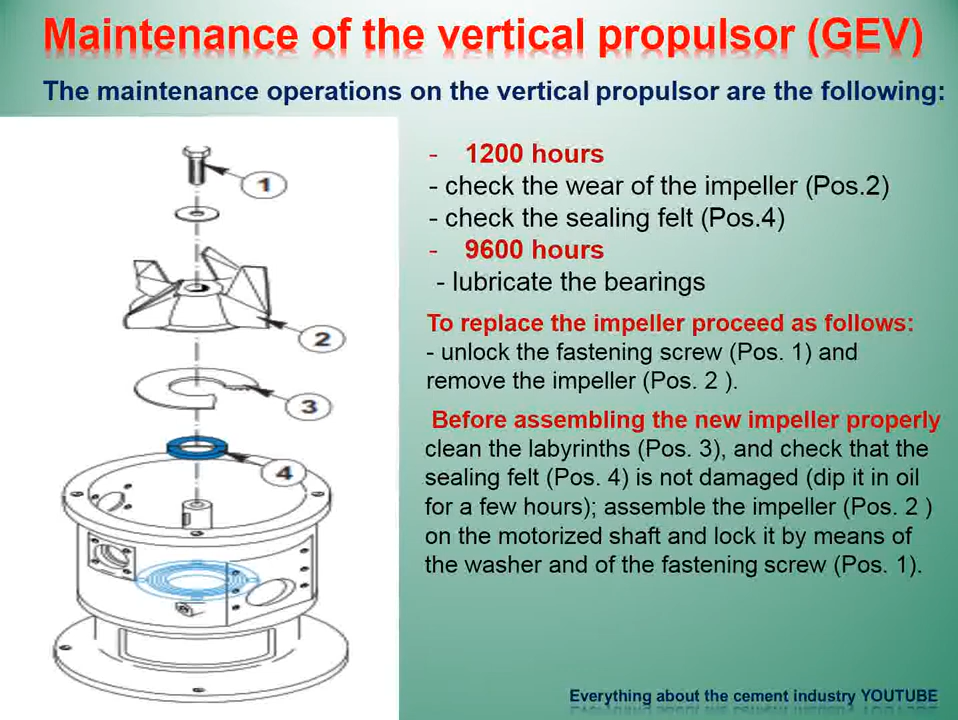 Maintenance of the vertical propulsor (GEV)
The maintenance operations on the vertical propulsor are the following:
- 1200 hours
- check the wear of the impeller (Pos.2)
- check the sealing felt (Pos.4)
- 9600 hours
- lubricate the bearings
To replace the impeller proceed as follows:
- unlock the fastening screw (Pos. 1) and
remove the impeller (Pos. 2 ).
Before assembling the new impeller properly
clean the labyrinths (Pos. 3), and check that the
sealing felt (Pos. 4) is not damaged (dip it in oil
for a few hours); assemble the impeller (Pos. 2 )
on the motorized shaft and lock it by means of
the washer and of the fastening screw (Pos. 1).
1
2
3
4
Everything about the cement industry YOUTUBE